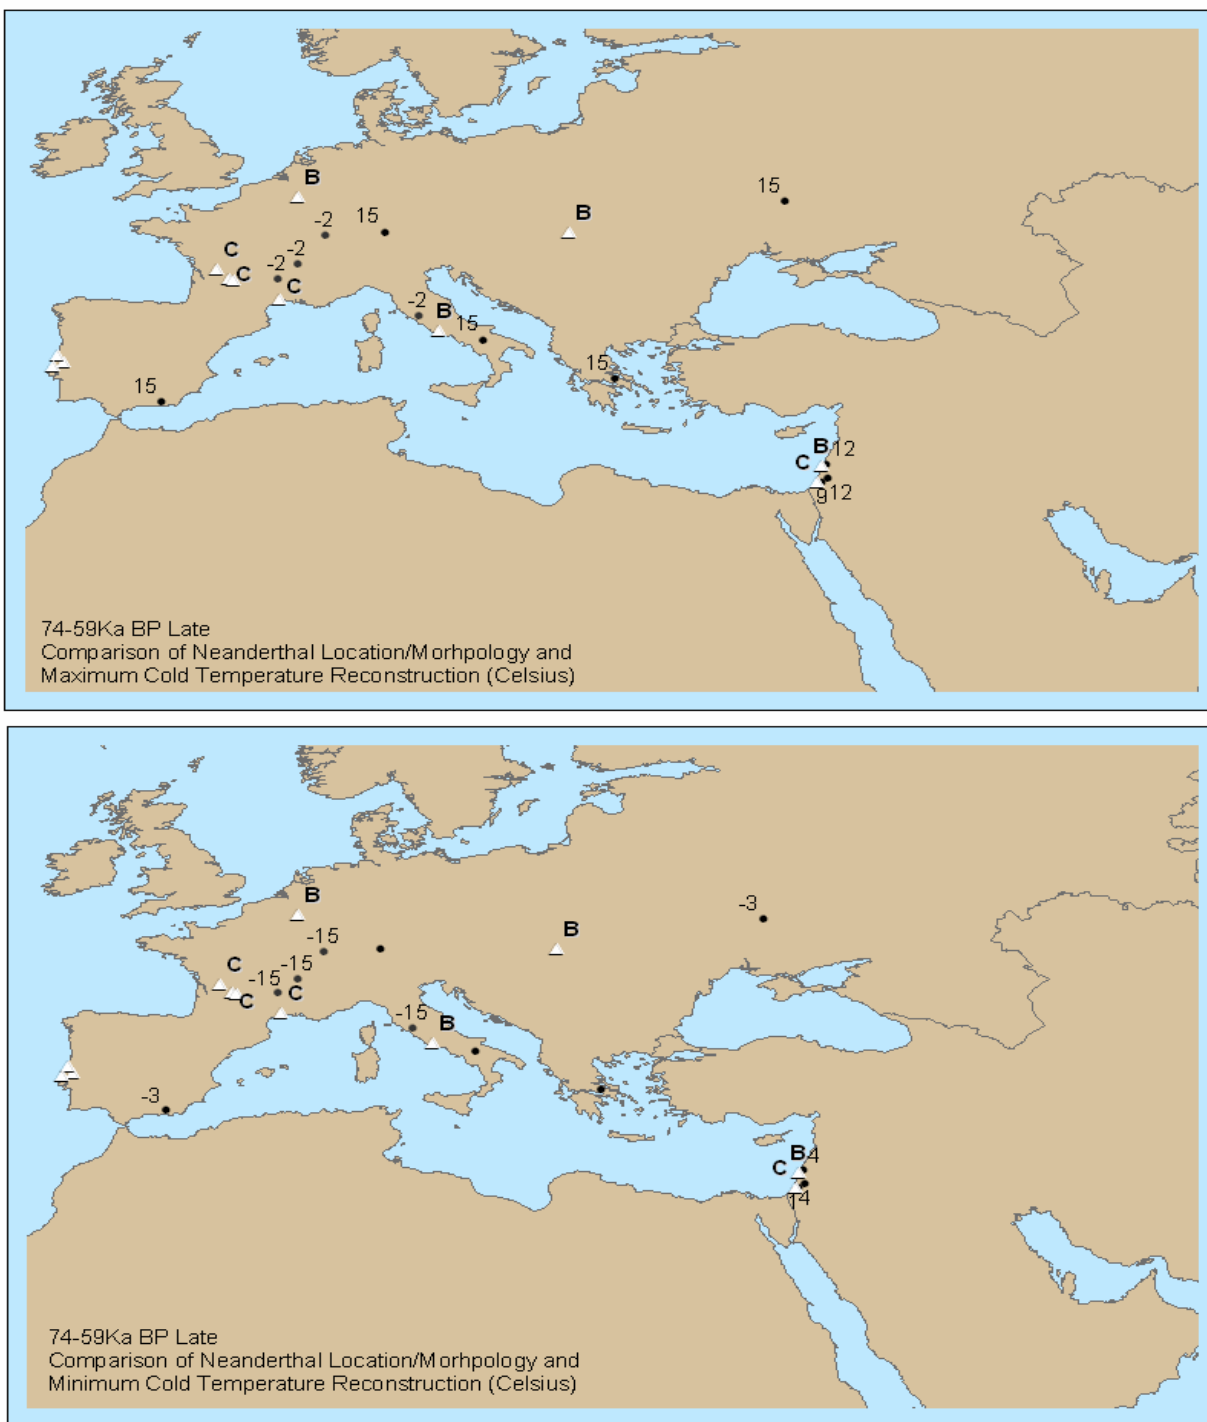 B
15
-2
15
B
C
-2
C
-2
C
-2
B
15
15
15
B
12
C
9
12
74-59Ka BP Late
Comparison of Neanderthal Location/Morhpology and
Maximum Cold Temperature Reconstruction (Celsius)
B
-3
B
-15
C
-15
-15
C
C
-15
B
-3
B
-4
C
1
4
74-59Ka BP Late
Comparison of Neanderthal Location/Morhpology and
Minimum Cold Temperature Reconstruction (Celsius)